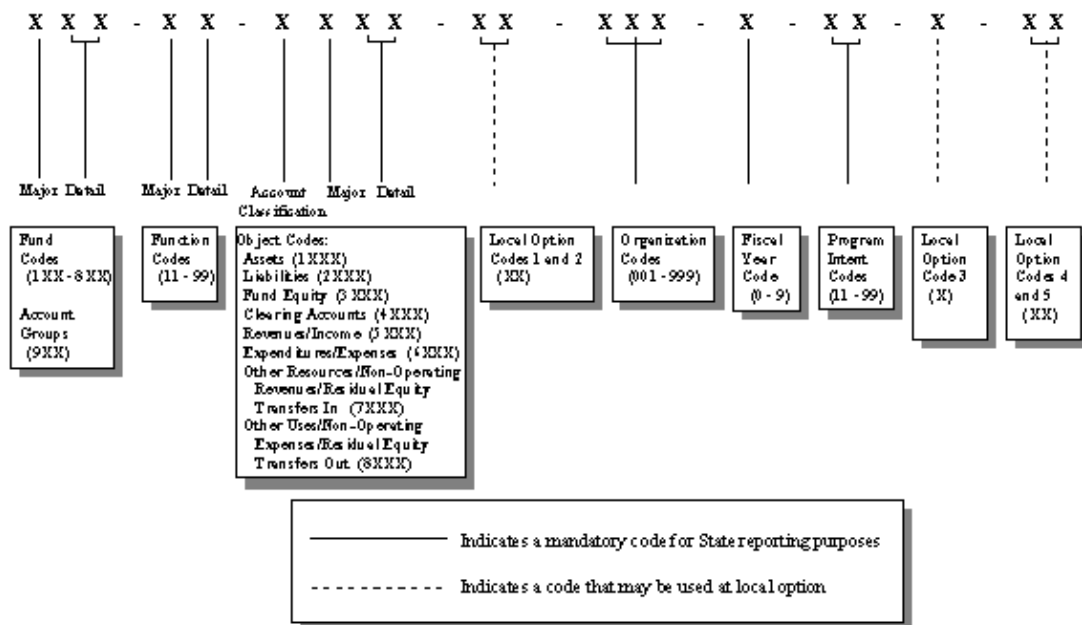 X X X - X X - X X X X - X X - X X X - X - X X - X - X X
Major Detail Major Detail Account Classification Major Detail
Fund
Codes
(1XX - 8XX)
Account
Groups
(9XX)
Function
Codes
(11 - 99)
Object Codes:
Assets (1XXX)
Liabilities (2XXX)
Fund Equity (3XXX)
Clearing Accounts (4XXX)
Revenues/Income (5XXX)
Expenditures/Expenses (6XXX)
Other Resources/Non-Operating
Revenues/Residual Equity
Transfers In (7XXX)
Other Uses/Non-Operating
Expenses/Residual Equity
Transfers Out (8XXX)
Local Option
Codes 1 and 2
(XX)
Organization
Codes
(001 - 999)
Fiscal
Year
Code
(0 - 9)
Program
Intent
Codes
(11 - 99)
Local
Option
Code 3
(X)
Local
Option
Codes 4
and 5
(XX)
Indicates a mandatory code for State reporting purposes
Indicates a code that may be used at local option